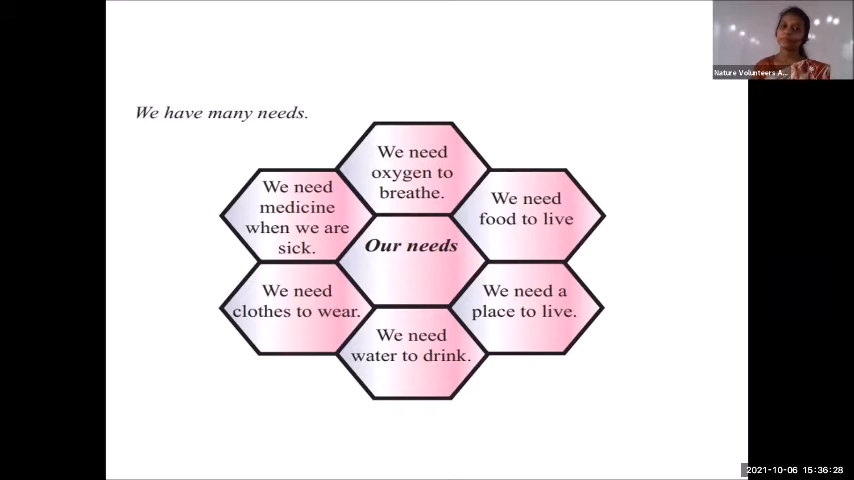 Nature Volunteers A...
We have many needs.
We need
oxygen to
breathe.
We need
medicine
when we are
sick.
We need
food to live
Our needs
We need
clothes to wear.
We need a
place to live.
We need
water to drink.
2021-10-06 15:36:28